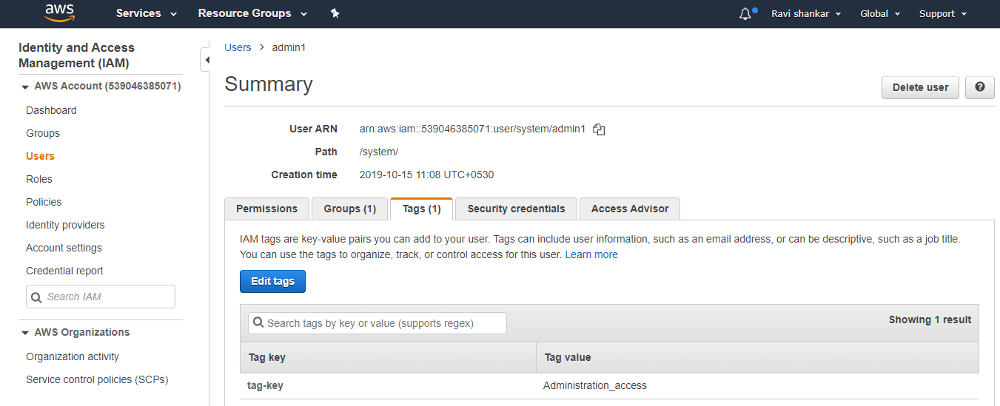 aws Services Resource Groups Ravi shankar Global Support
Identity and Access
Management (IAM)
AWS Account (539046385071)
Dashboard
Groups
Users
Roles
Policies
Identity providers
Account settings
Credential report
Search IAM
AWS Organizations
Organization activity
Service control policies (SCPs)
Users > admin1
Summary
Delete user ?
User ARN arn:aws:iam::539046385071:user/system/admin1
Path /system/
Creation time 2019-10-15 11:08 UTC+0530
Permissions Groups (1) Tags (1) Security credentials Access Advisor
IAM tags are key-value pairs you can add to your user. Tags can include user information, such as an email address, or can be descriptive, such as a job title.
You can use the tags to organize, track, or control access for this user. Learn more
Edit tags
Search tags by key or value (supports regex) Showing 1 result
Tag key Tag value
tag-key Administration_access